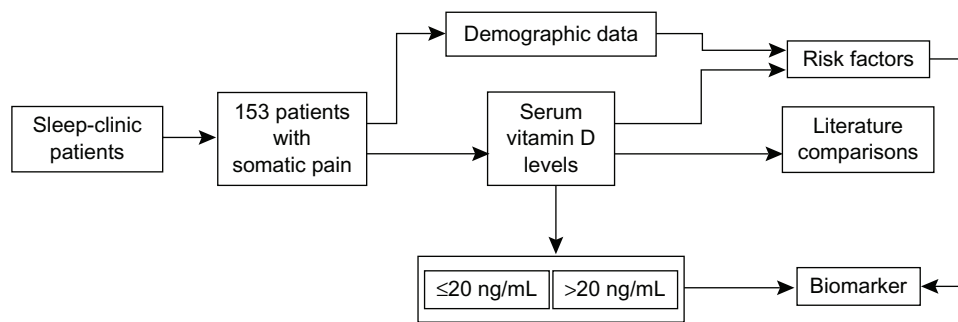 Demographic data
Risk factors
Sleep-clinic
patients
153 patients
with
somatic pain
Serum
vitamin D
levels
Literature
comparisons
≤20 ng/mL
>20 ng/mL
Biomarker